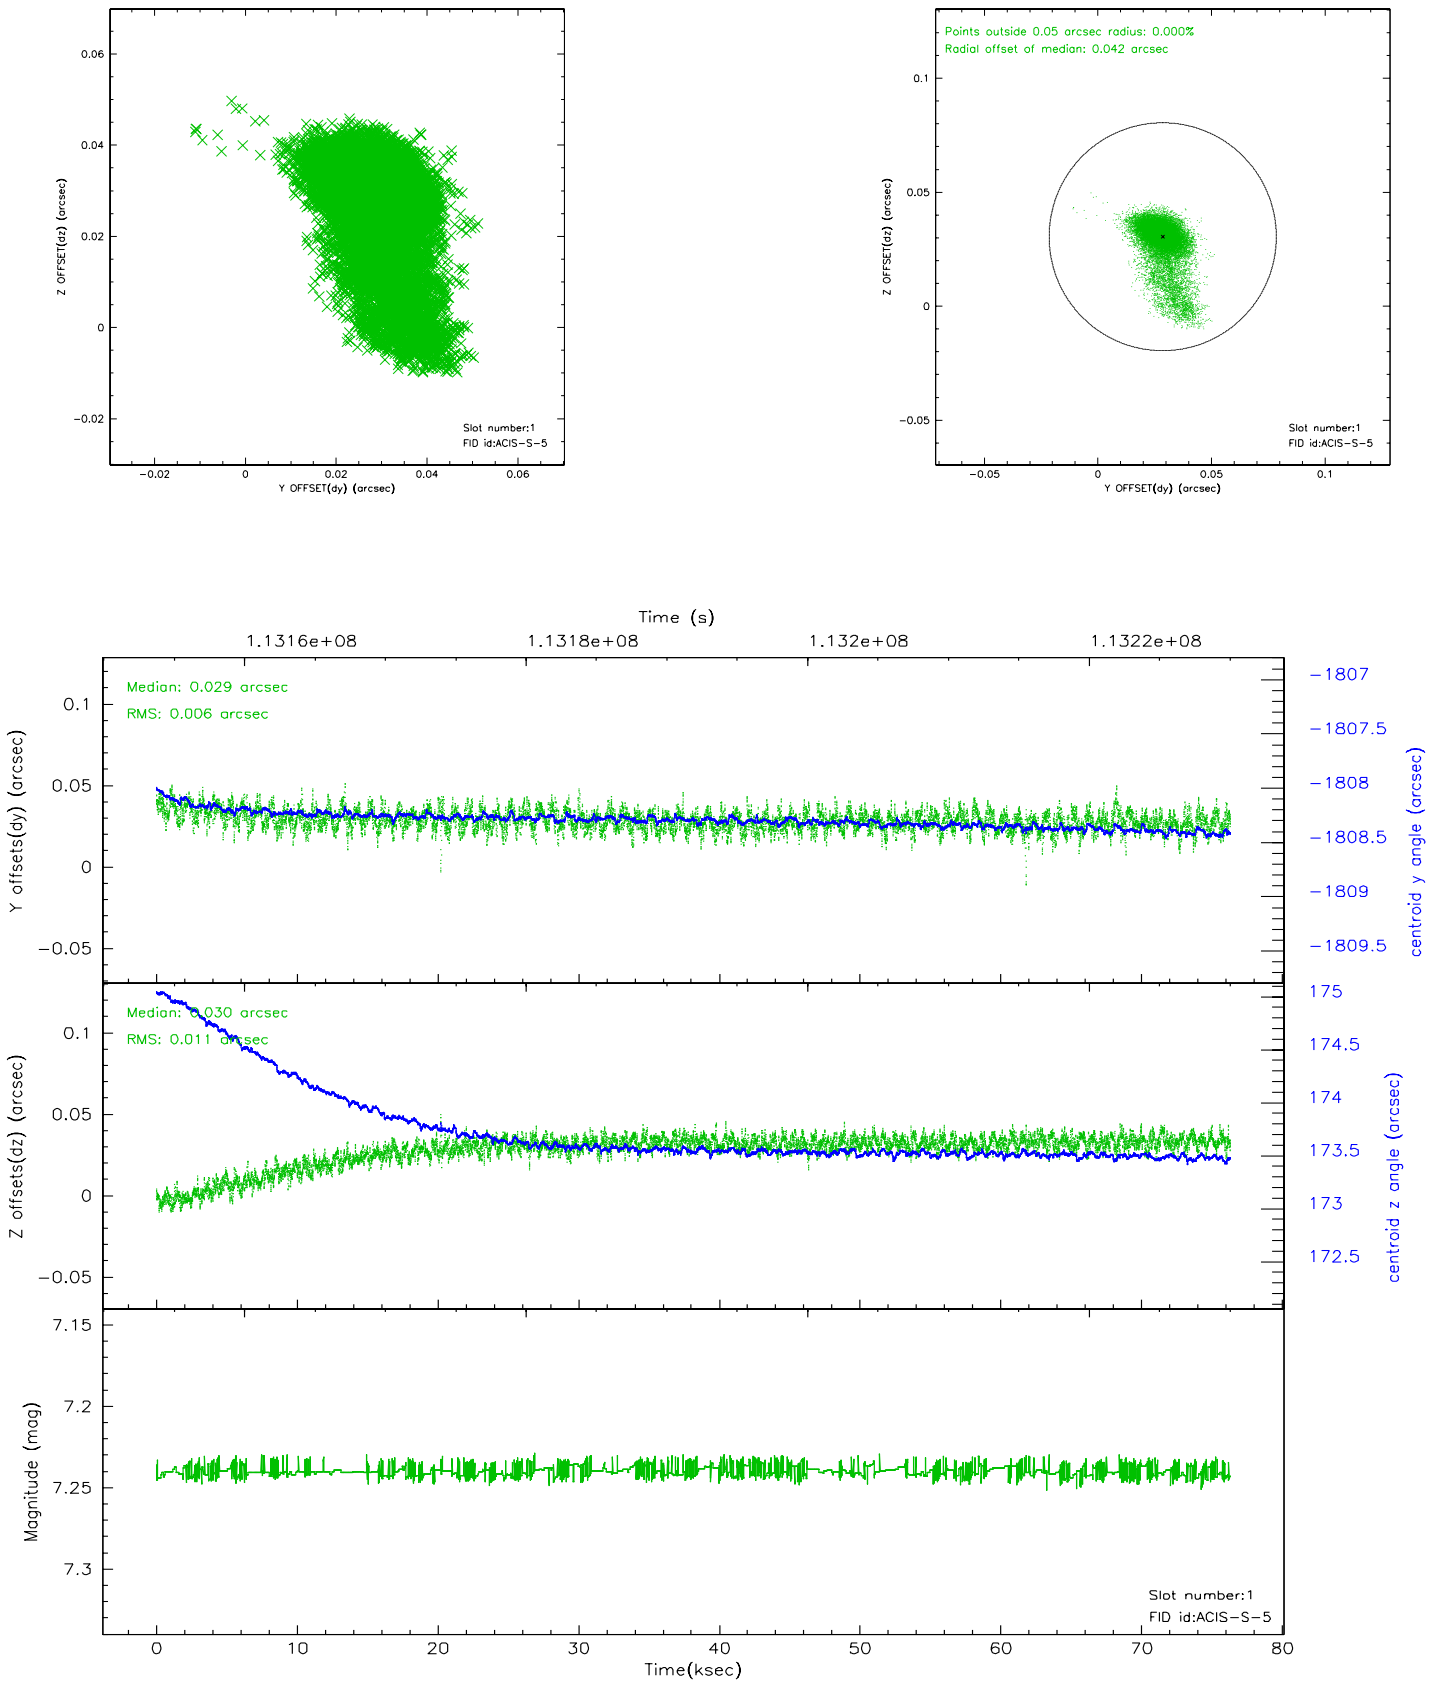 0.06
0.04
0.02
0
−0.02
Z OFFSET(dz) (arcsec)
Slot number:1
FID id:ACIS−S−5
−0.02 0 0.02 0.04 0.06
Y OFFSET(dy) (arcsec)
Points outside 0.05 arcsec radius: 0.000%
Radial offset of median: 0.042 arcsec
0.1
0.05
0
−0.05
Z OFFSET(dz) (arcsec)
Slot number:1
FID id:ACIS−S−5
−0.05 0 0.05 0.1
Y OFFSET(dy) (arcsec)
Time (s)
1.1316e+08 1.1318e+08 1.132e+08 1.1322e+08
Median: 0.029 arcsec
RMS: 0.006 arcsec
0.1
0.05
0
−0.05
Y offsets(dy) (arcsec)
−1807
−1807.5
−1808
−1808.5
−1809
−1809.5
centroid y angle (arcsec)
Median: 0.030 arcsec
RMS: 0.011 arcsec
0.1
0.05
0
−0.05
Z offsets(dz) (arcsec)
175
174.5
174
173.5
173
172.5
centroid z angle (arcsec)
7.15
7.2
7.25
7.3
Magnitude (mag)
Slot number:1
FID id:ACIS−S−5
0 10 20 30 40 50 60 70 80
Time(ksec)